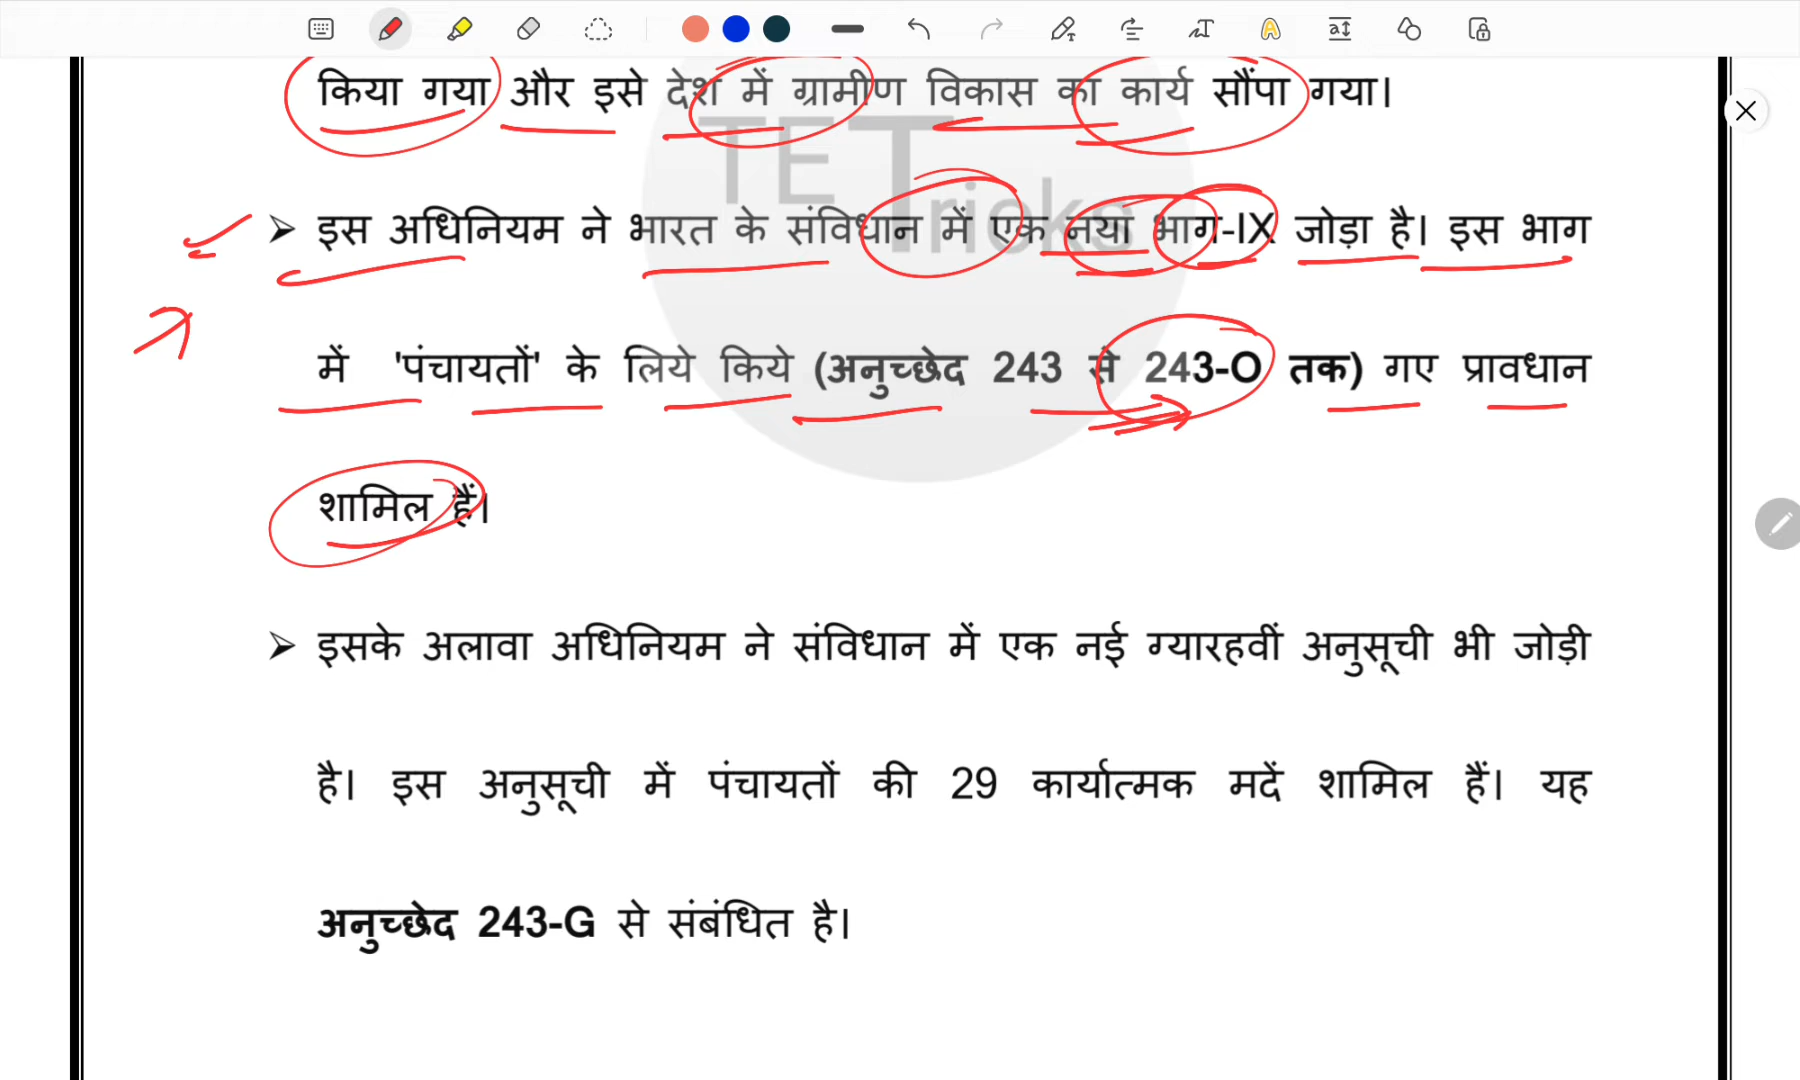 किया गया और इसे देश में ग्रामीण विकास का कार्य सौंपा गया।
TETricks
➢ इस अधिनियम ने भारत के संविधान में एक नया भाग-IX जोड़ा है। इस भाग
में 'पंचायतों' के लिये किये (अनुच्छेद 243 से 243-O तक) गए प्रावधान
शामिल हैं।
➢ इसके अलावा अधिनियम ने संविधान में एक नई ग्यारहवीं अनुसूची भी जोड़ी
है। इस अनुसूची में पंचायतों की 29 कार्यात्मक मदें शामिल हैं। यह
अनुच्छेद 243-G से संबंधित है।